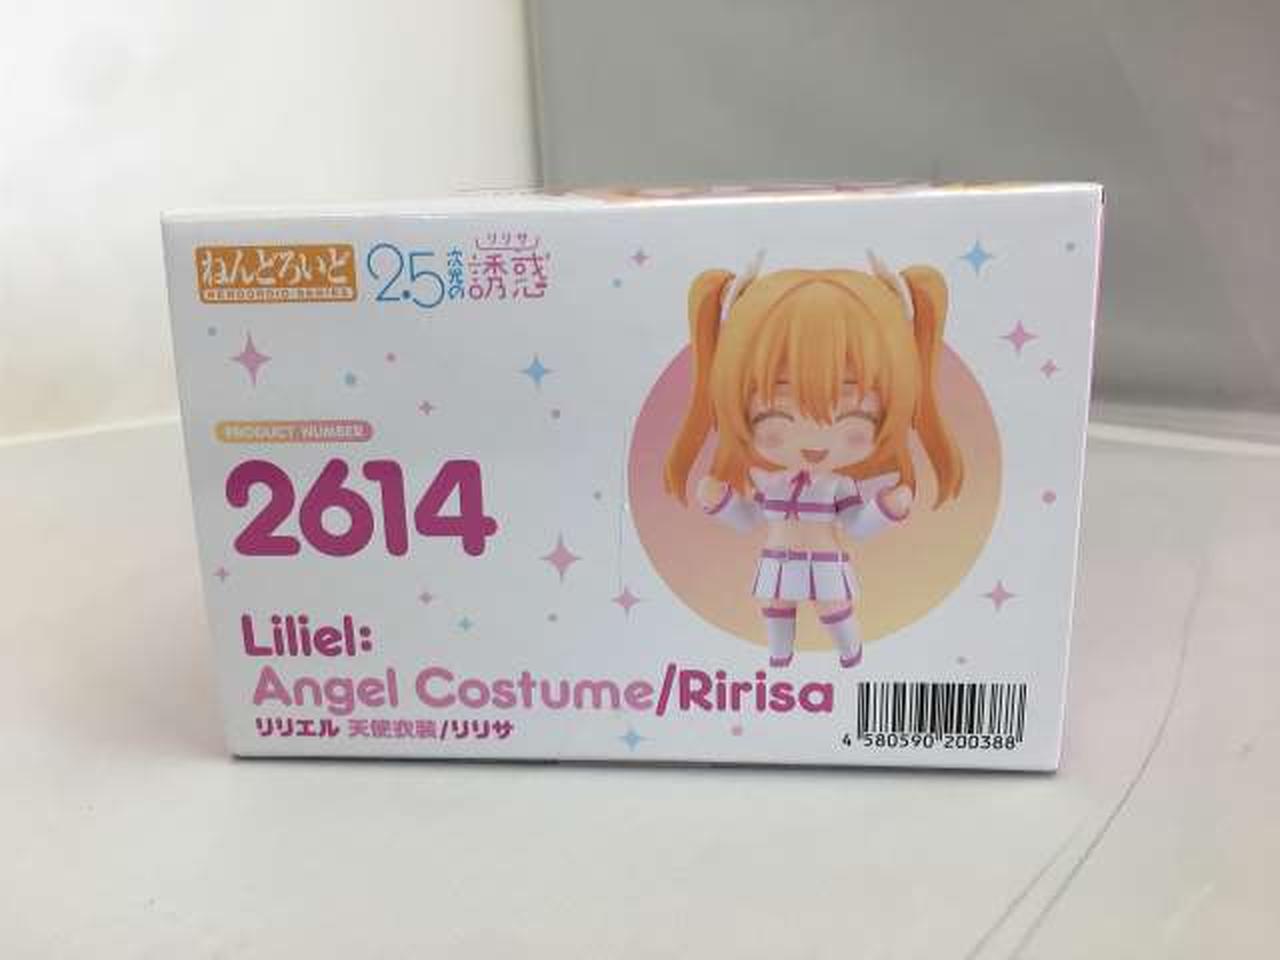 ねんどろいど
NENDOROID SERIES
2.5次元の誘惑
リリサ
PRODUCT NUMBER
2614
Liliel:
Angel Costume/Ririsa
リリエル 天使衣装/リリサ
4 580590 200388